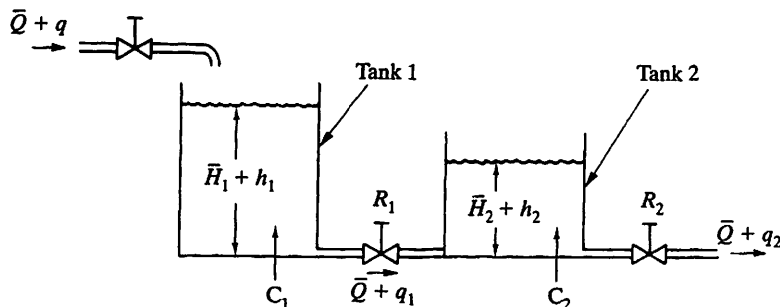 Q̄ + q
Tank 1
Tank 2
H̄₁ + h₁
R₁
H̄₂ + h₂
R₂
Q̄ + q₂
C₁
Q̄ + q₁
C₂